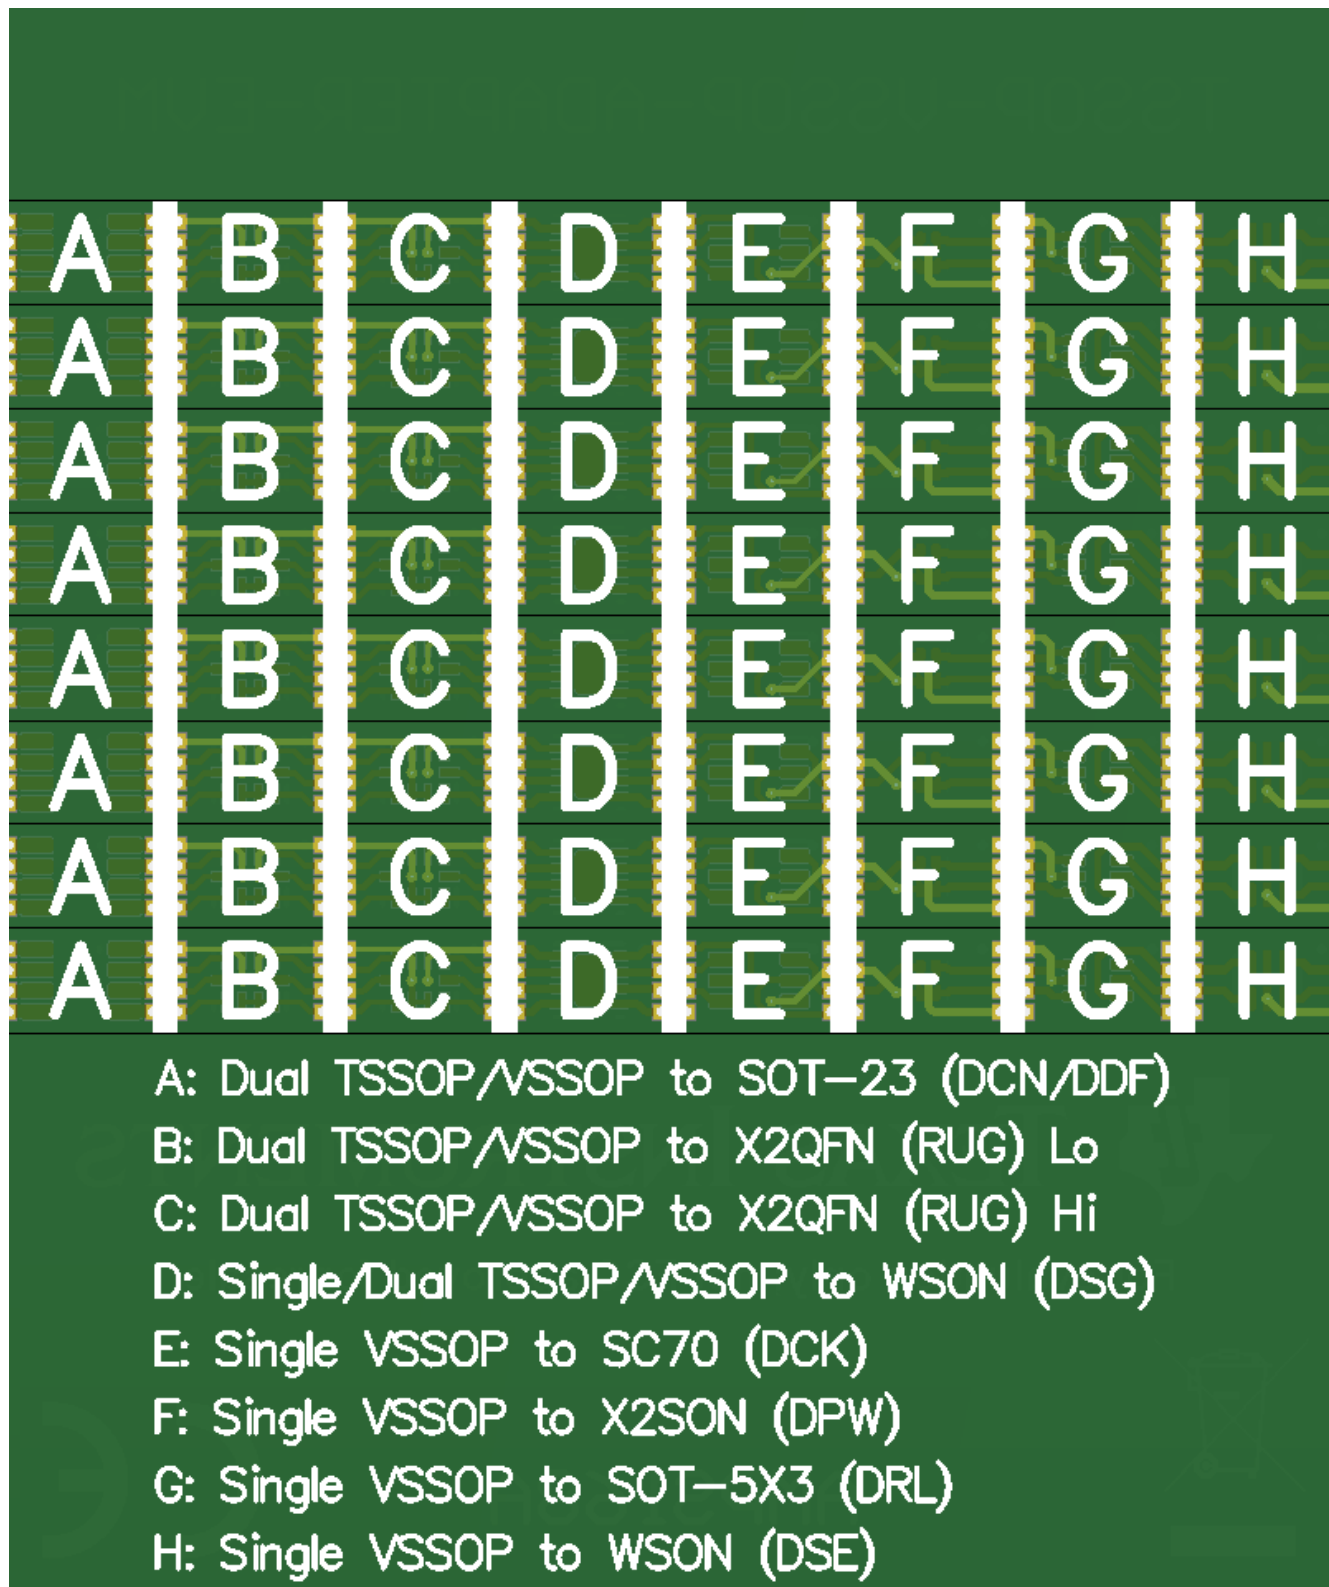 A B C D E F G H
A B C D E F G H
A B C D E F G H
A B C D E F G H
A B C D E F G H
A B C D E F G H
A B C D E F G H
A B C D E F G H
A: Dual TSSOP/VSSOP to SOT-23 (DCN/DDF)
B: Dual TSSOP/VSSOP to X2QFN (RUG) Lo
C: Dual TSSOP/VSSOP to X2QFN (RUG) Hi
D: Single/Dual TSSOP/VSSOP to WSON (DSG)
E: Single VSSOP to SC70 (DCK)
F: Single VSSOP to X2SON (DPW)
G: Single VSSOP to SOT-5X3 (DRL)
H: Single VSSOP to WSON (DSE)